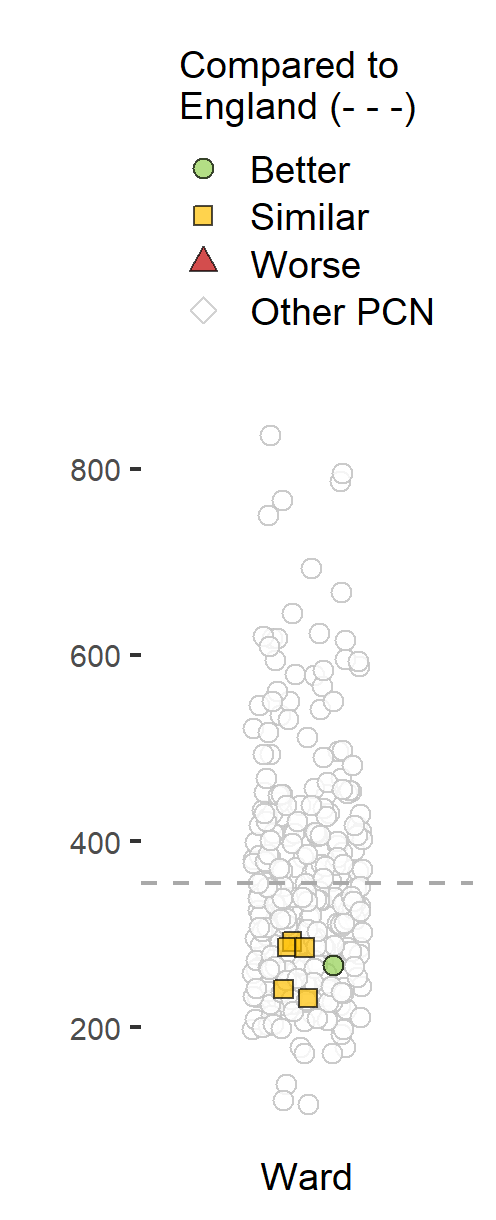 Compared to
England (- - -)
Better
Similar
Worse
Other PCN
800
600
400
200
Ward